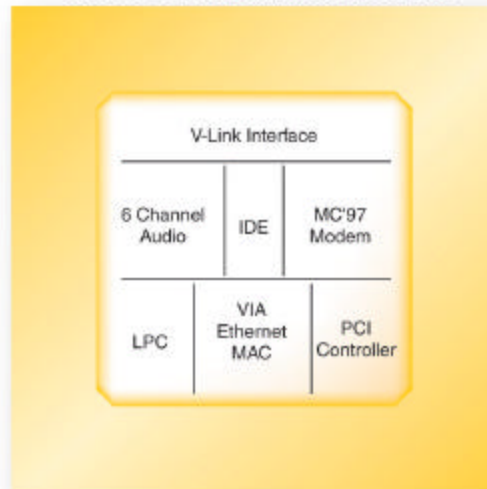 V-Link Interface
6 Channel
Audio
IDE
MC'97
Modem
LPC
VIA
Ethernet
MAC
PCI
Controller